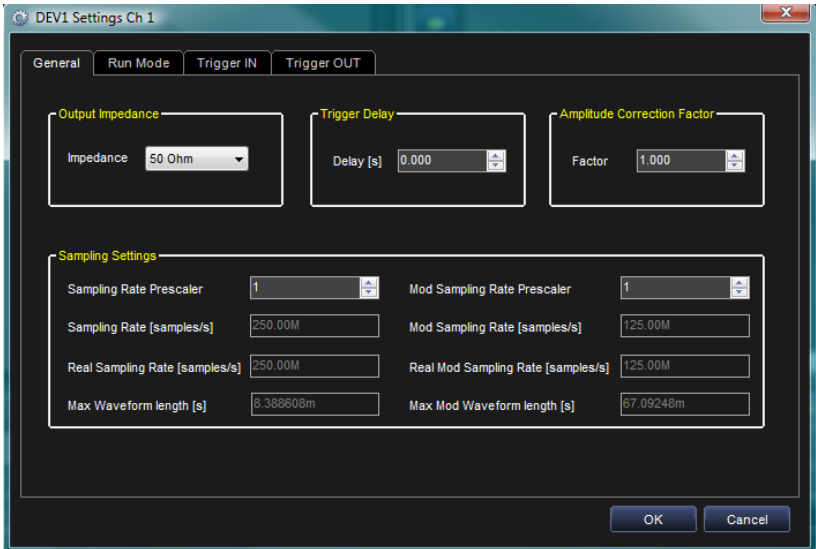 DEV1 Settings Ch 1
General Run Mode Trigger IN Trigger OUT
Output Impedance Trigger Delay Amplitude Correction Factor
Impedance 50 Ohm Delay [s] 0.000 Factor 1.000
Sampling Settings
Sampling Rate Prescaler 1 Mod Sampling Rate Prescaler 1
Sampling Rate [samples/s] 250.00M Mod Sampling Rate [samples/s] 125.00M
Real Sampling Rate [samples/s] 250.00M Real Mod Sampling Rate [samples/s] 125.00M
Max Waveform length [s] 8.388608m Max Mod Waveform length [s] 67.09248m
OK Cancel